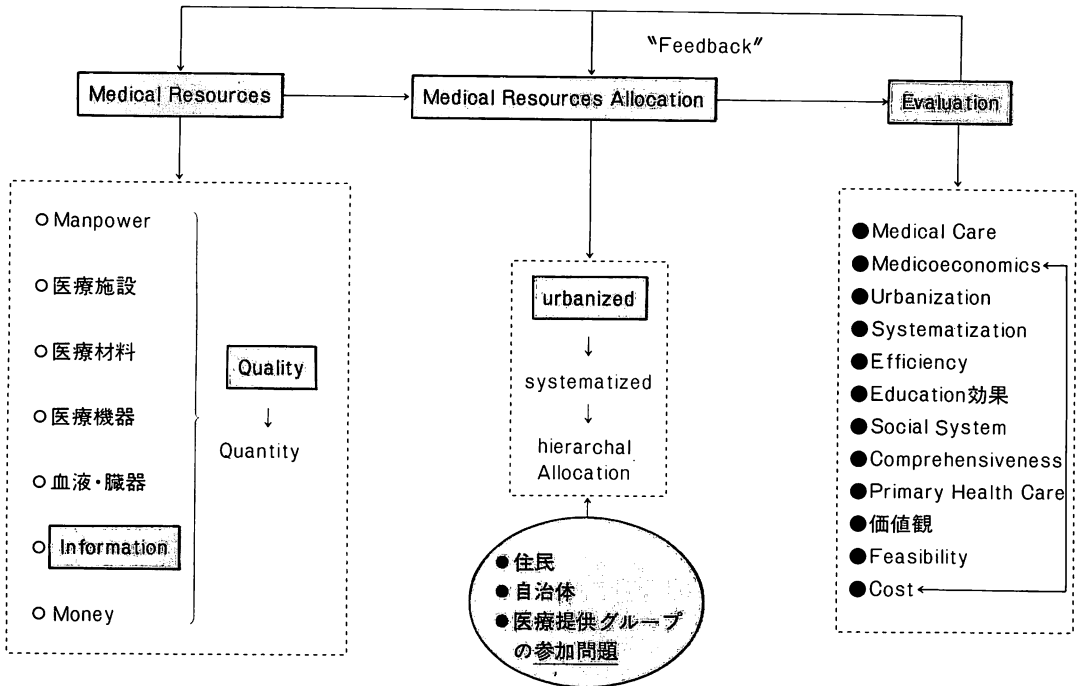 〝Feedback〞
Medical Resources
Medical Resources Allocation
Evaluation
○ Manpower
○ 医療施設
○ 医療材料
○ 医療機器
○ 血液・臓器
○ Information
○ Money
Quality
↓
Quantity
urbanized
↓
systematized
↓
hierarchal
Allocation
● 住民
● 自治体
● 医療提供グループ
の参加問題
●Medical Care
●Medicoeconomics
●Urbanization
●Systematization
●Efficiency
●Education効果
●Social System
●Comprehensiveness
●Primary Health Care
●価値観
●Feasibility
●Cost